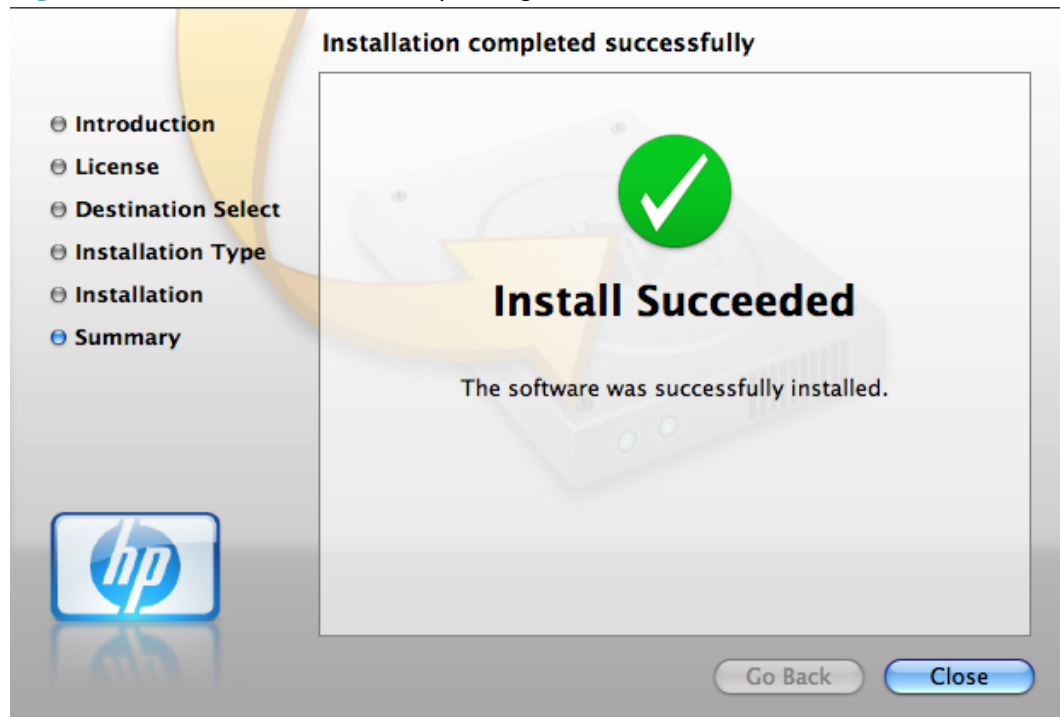 Installation completed successfully
Introduction
License
Destination Select
Installation Type
Installation
Summary
Install Succeeded
The software was successfully installed.
hp
Go Back
Close